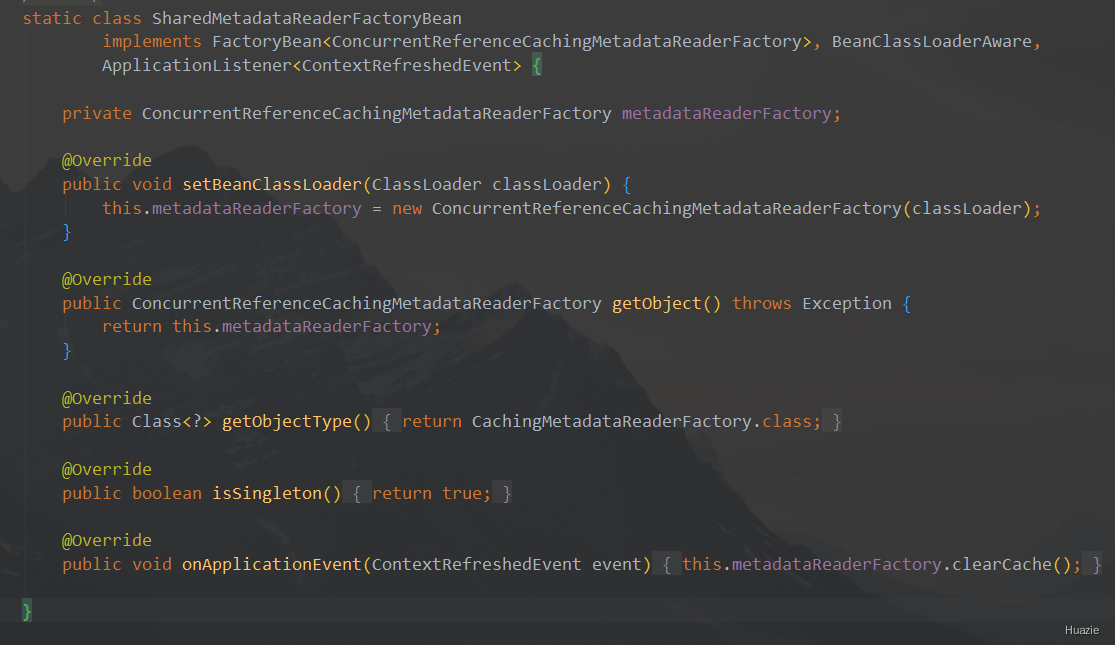 static class SharedMetadataReaderFactoryBean
        implements FactoryBean<ConcurrentReferenceCachingMetadataReaderFactory>, BeanClassLoaderAware,
        ApplicationListener<ContextRefreshedEvent> {
    private ConcurrentReferenceCachingMetadataReaderFactory metadataReaderFactory;
    @Override
    public void setBeanClassLoader(ClassLoader classLoader) {
        this.metadataReaderFactory = new ConcurrentReferenceCachingMetadataReaderFactory(classLoader);
    }
    @Override
    public ConcurrentReferenceCachingMetadataReaderFactory getObject() throws Exception {
        return this.metadataReaderFactory;
    }
    @Override
    public Class<?> getObjectType() { return CachingMetadataReaderFactory.class; }
    @Override
    public boolean isSingleton() { return true; }
    @Override
    public void onApplicationEvent(ContextRefreshedEvent event) { this.metadataReaderFactory.clearCache(); }
}
Huazie